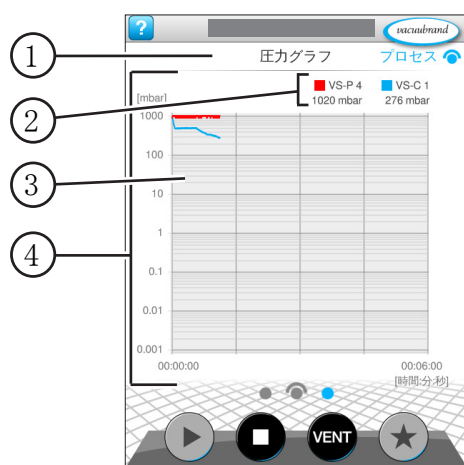 ?
vacuubrand
1
圧力グラフ
プロセス
VS-P 4
VS-C 1
2
[mbar]
1020 mbar
276 mbar
1000
100
3
10
1
4
0.1
0.01
0.001
00:00:00
00:06:00
[時間:分:秒]
VENT